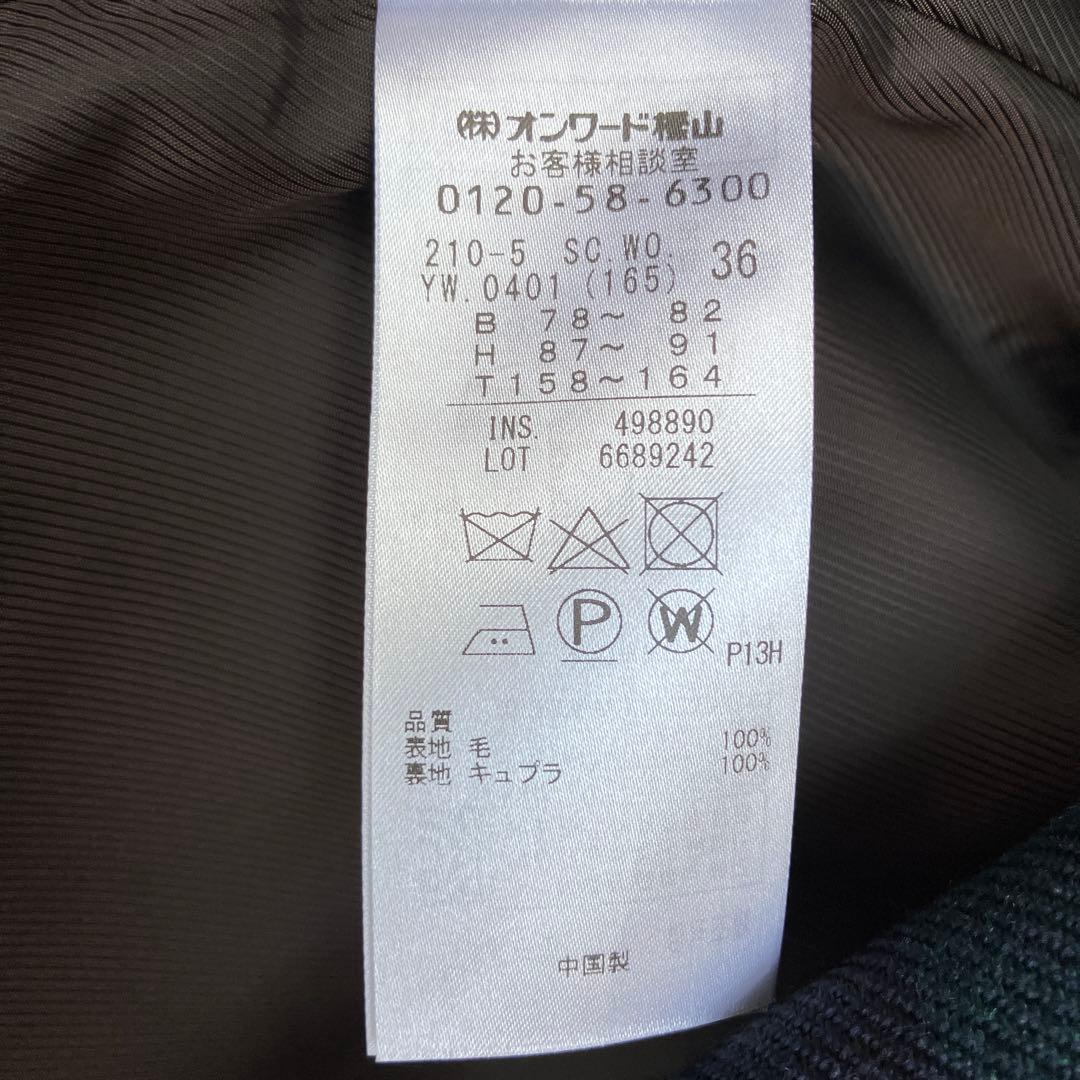 (株)オンワード樫山
お客様相談室
0120-58-6300
210-5 SC.WO. 36
YW.0401 (165)
B 78～ 82
H 87～ 91
T158～164
INS. 498890
LOT 6689242
P W P13H
品質
表地 毛 100%
裏地 キュプラ 100%
中国製